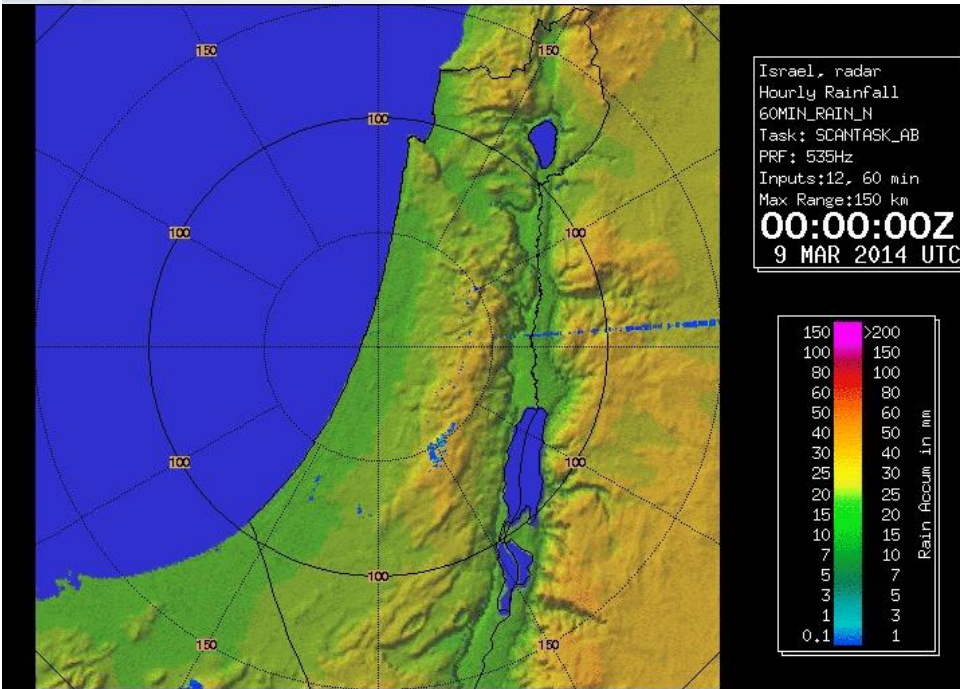 150
150
100
100
100
100
100
100
150
150
Israel, radar
Hourly Rainfall
60MIN_RAIN_N
Task: SCANTASK_AB
PRF: 535Hz
Inputs:12, 60 min
Max Range:150 km
00:00:00Z
9 MAR 2014 UTC
150 >200
100 150
80 100
60 80
50 60
40 50
30 40
25 30
20 25
15 20
10 15
7 10
5 7
3 5
1 3
0.1 1
Rain Accum in mm